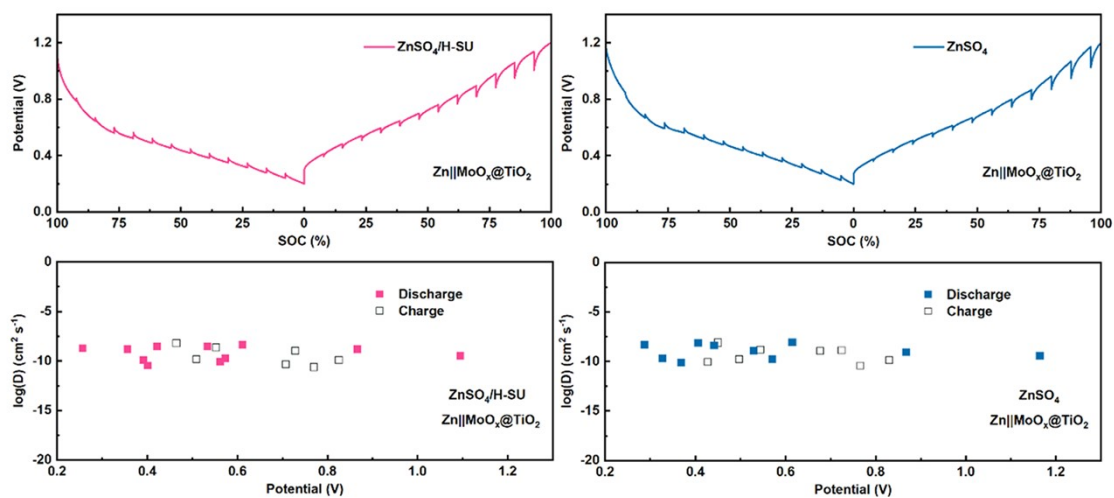 Potential (V)
1.2
0.8
0.4
0.0
ZnSO₄/H-SU
Zn||MoOₓ@TiO₂
100 75 50 25 0 25 50 75 100
SOC (%)
Potential (V)
1.2
0.8
0.4
0.0
ZnSO₄
Zn||MoOₓ@TiO₂
100 75 50 25 0 25 50 75 100
SOC (%)
log(D) (cm² s⁻¹)
0
-5
-10
-15
-20
Discharge
Charge
ZnSO₄/H-SU
Zn||MoOₓ@TiO₂
0.2 0.4 0.6 0.8 1.0 1.2
Potential (V)
log(D) (cm² s⁻¹)
0
-5
-10
-15
-20
Discharge
Charge
ZnSO₄
Zn||MoOₓ@TiO₂
0.2 0.4 0.6 0.8 1.0 1.2
Potential (V)